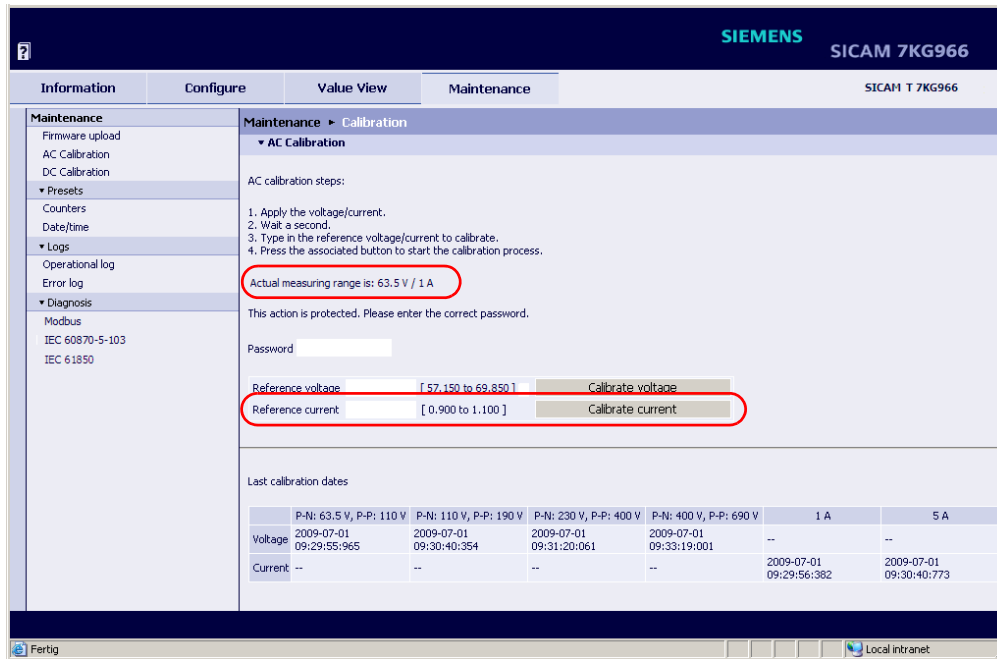 SIEMENS
SICAM 7KG966
?
Information Configure Value View Maintenance SICAM T 7KG966
Maintenance
Firmware upload
AC Calibration
DC Calibration
▾ Presets
Counters
Date/time
▾ Logs
Operational log
Error log
▾ Diagnosis
Modbus
IEC 60870-5-103
IEC 61850
Maintenance ► Calibration
▾ AC Calibration
AC calibration steps:
1. Apply the voltage/current.
2. Wait a second.
3. Type in the reference voltage/current to calibrate.
4. Press the associated button to start the calibration process.
Actual measuring range is: 63.5 V / 1 A
This action is protected. Please enter the correct password.
Password
Reference voltage [ 57.150 to 69.850 ] Calibrate voltage
Reference current [ 0.900 to 1.100 ] Calibrate current
Last calibration dates
P-N: 63.5 V, P-P: 110 V P-N: 110 V, P-P: 190 V P-N: 230 V, P-P: 400 V P-N: 400 V, P-P: 690 V 1 A 5 A
Voltage 2009-07-01 2009-07-01 2009-07-01 2009-07-01 -- --
09:29:55:965 09:30:40:354 09:31:20:061 09:33:19:001
Current -- -- -- -- 2009-07-01 2009-07-01
09:29:56:382 09:30:40:773
Fertig Local intranet